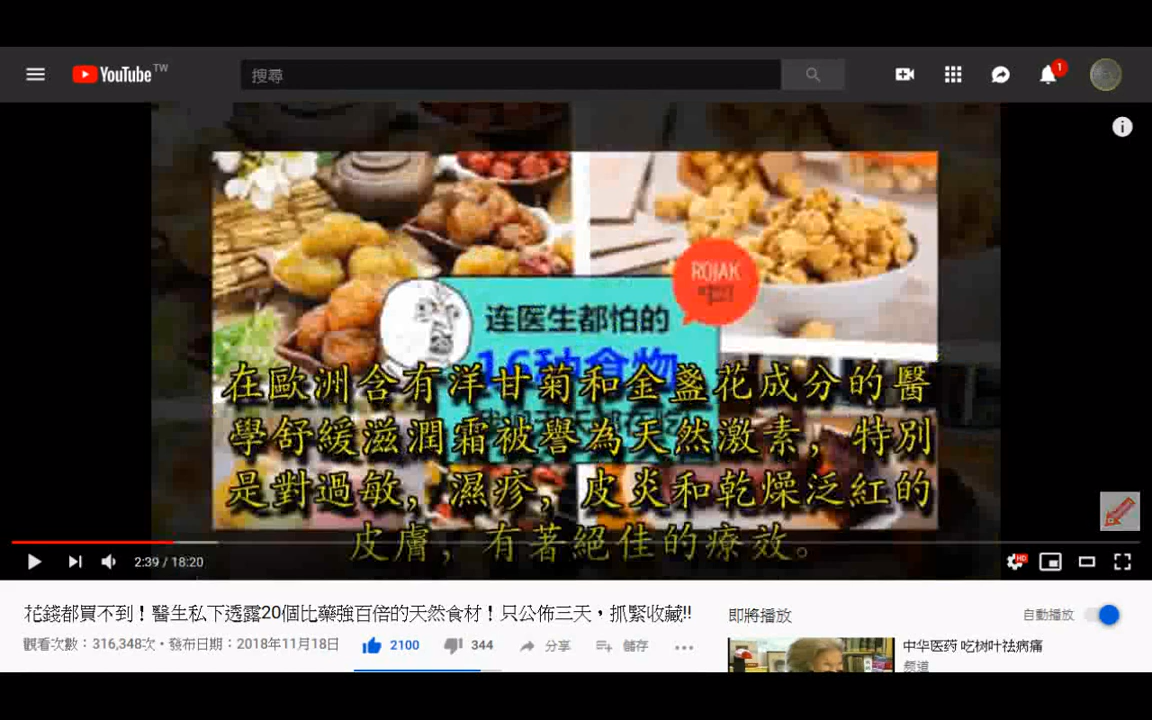 YouTube TW
搜尋
1
ROJAK
连医生都怕的
16种食物
在歐洲含有洋甘菊和金盞花成分的醫
學舒緩滋潤霜被譽為天然激素，特別
是對過敏，濕疹，皮炎和乾燥泛紅的
皮膚，有著絕佳的療效。
2:39 / 18:20
HD
花錢都買不到！醫生私下透露20個比藥強百倍的天然食材！只公佈三天，抓緊收藏!!
觀看次數：316,348次・發布日期：2018年11月18日
2100
344
分享
儲存
即將播放
自動播放
中华医药 吃树叶祛病痛
频道